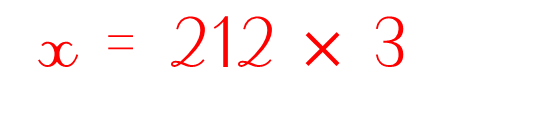 x = 212 × 3